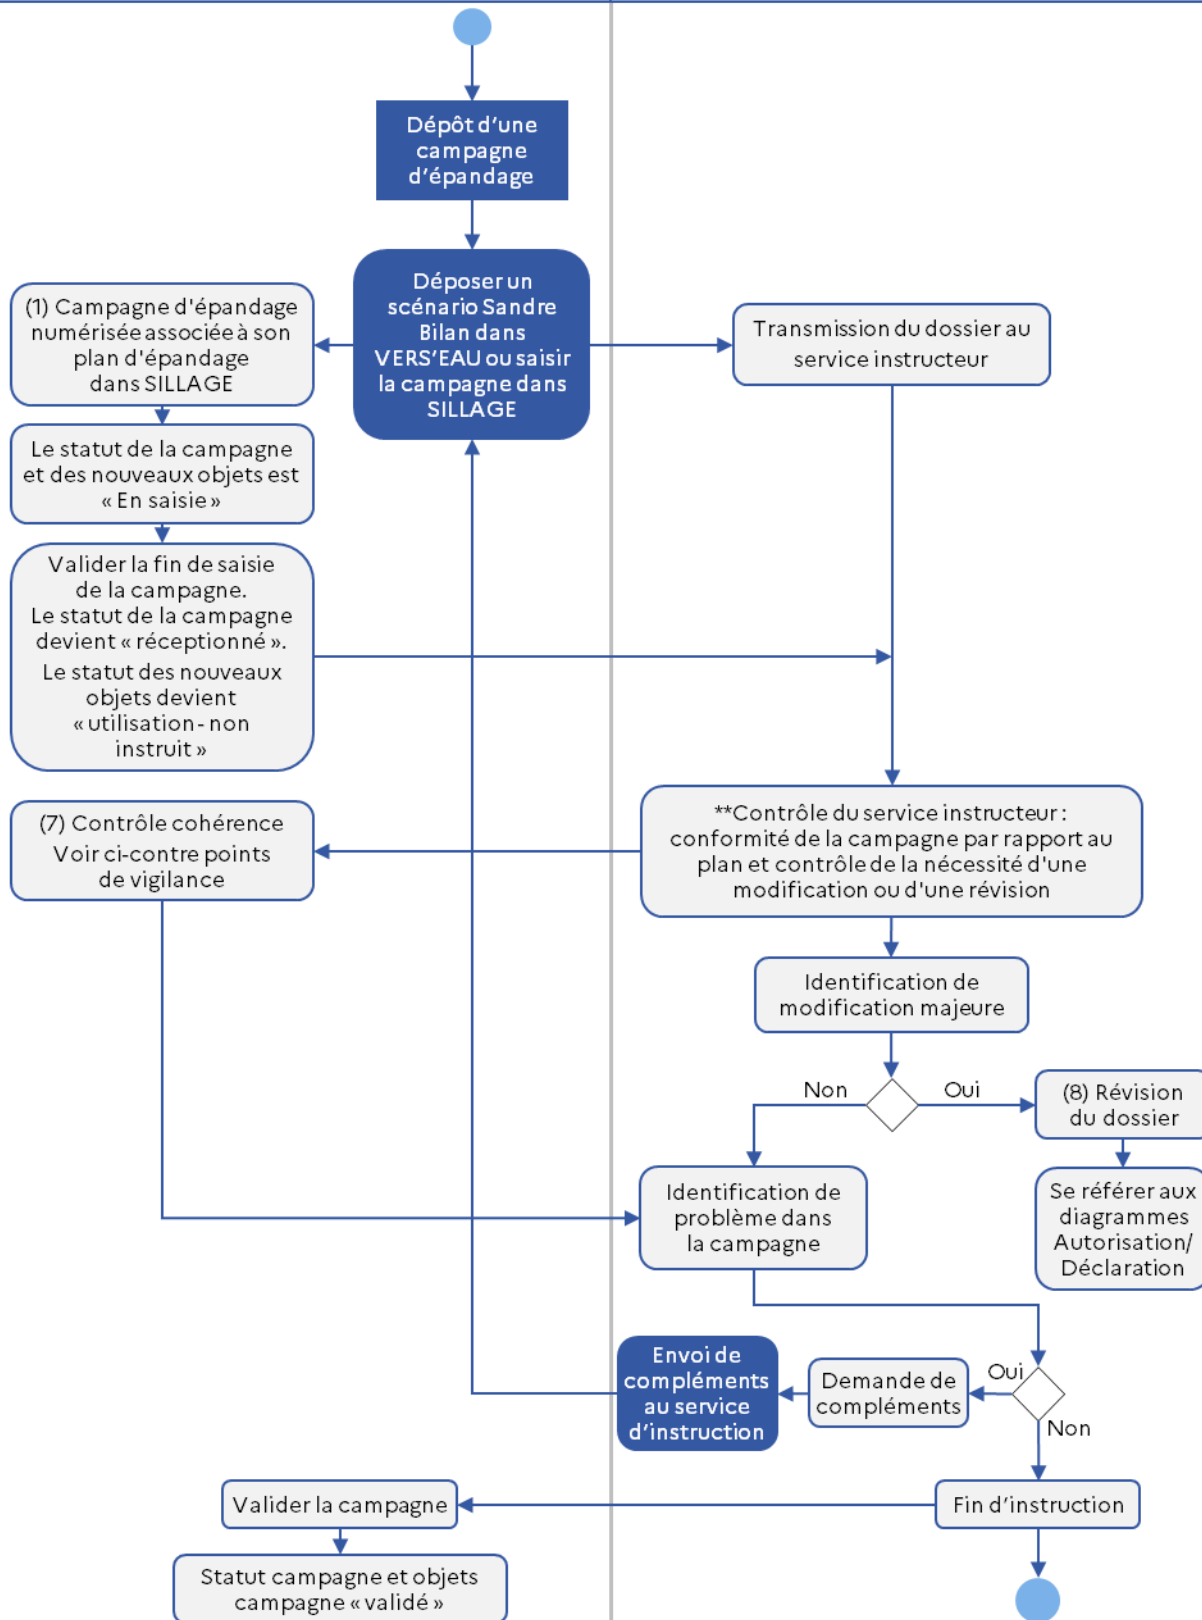 Dépôt d'une
campagne
d'épandage
Déposer un
scénario Sandre
Bilan dans
VERS'EAU ou saisir
la campagne dans
SILLAGE
(1) Campagne d'épandage
numérisée associée à son
plan d'épandage
dans SILLAGE
Transmission du dossier au
service instructeur
Le statut de la campagne
et des nouveaux objets est
« En saisie »
Valider la fin de saisie
de la campagne.
Le statut de la campagne
devient « réceptionné ».
Le statut des nouveaux
objets devient
« utilisation - non
instruit »
**Contrôle du service instructeur :
conformité de la campagne par rapport au
plan et contrôle de la nécessité d'une
modification ou d'une révision
(7) Contrôle cohérence
Voir ci-contre points
de vigilance
Identification de
modification majeure
Non
Oui
(8) Révision
du dossier
Se référer aux
diagrammes
Autorisation/
Déclaration
Identification de
problème dans
la campagne
Oui
Demande de
compléments
Envoi de
compléments
au service
d'instruction
Non
Fin d'instruction
Valider la campagne
Statut campagne et objets
campagne « validé »